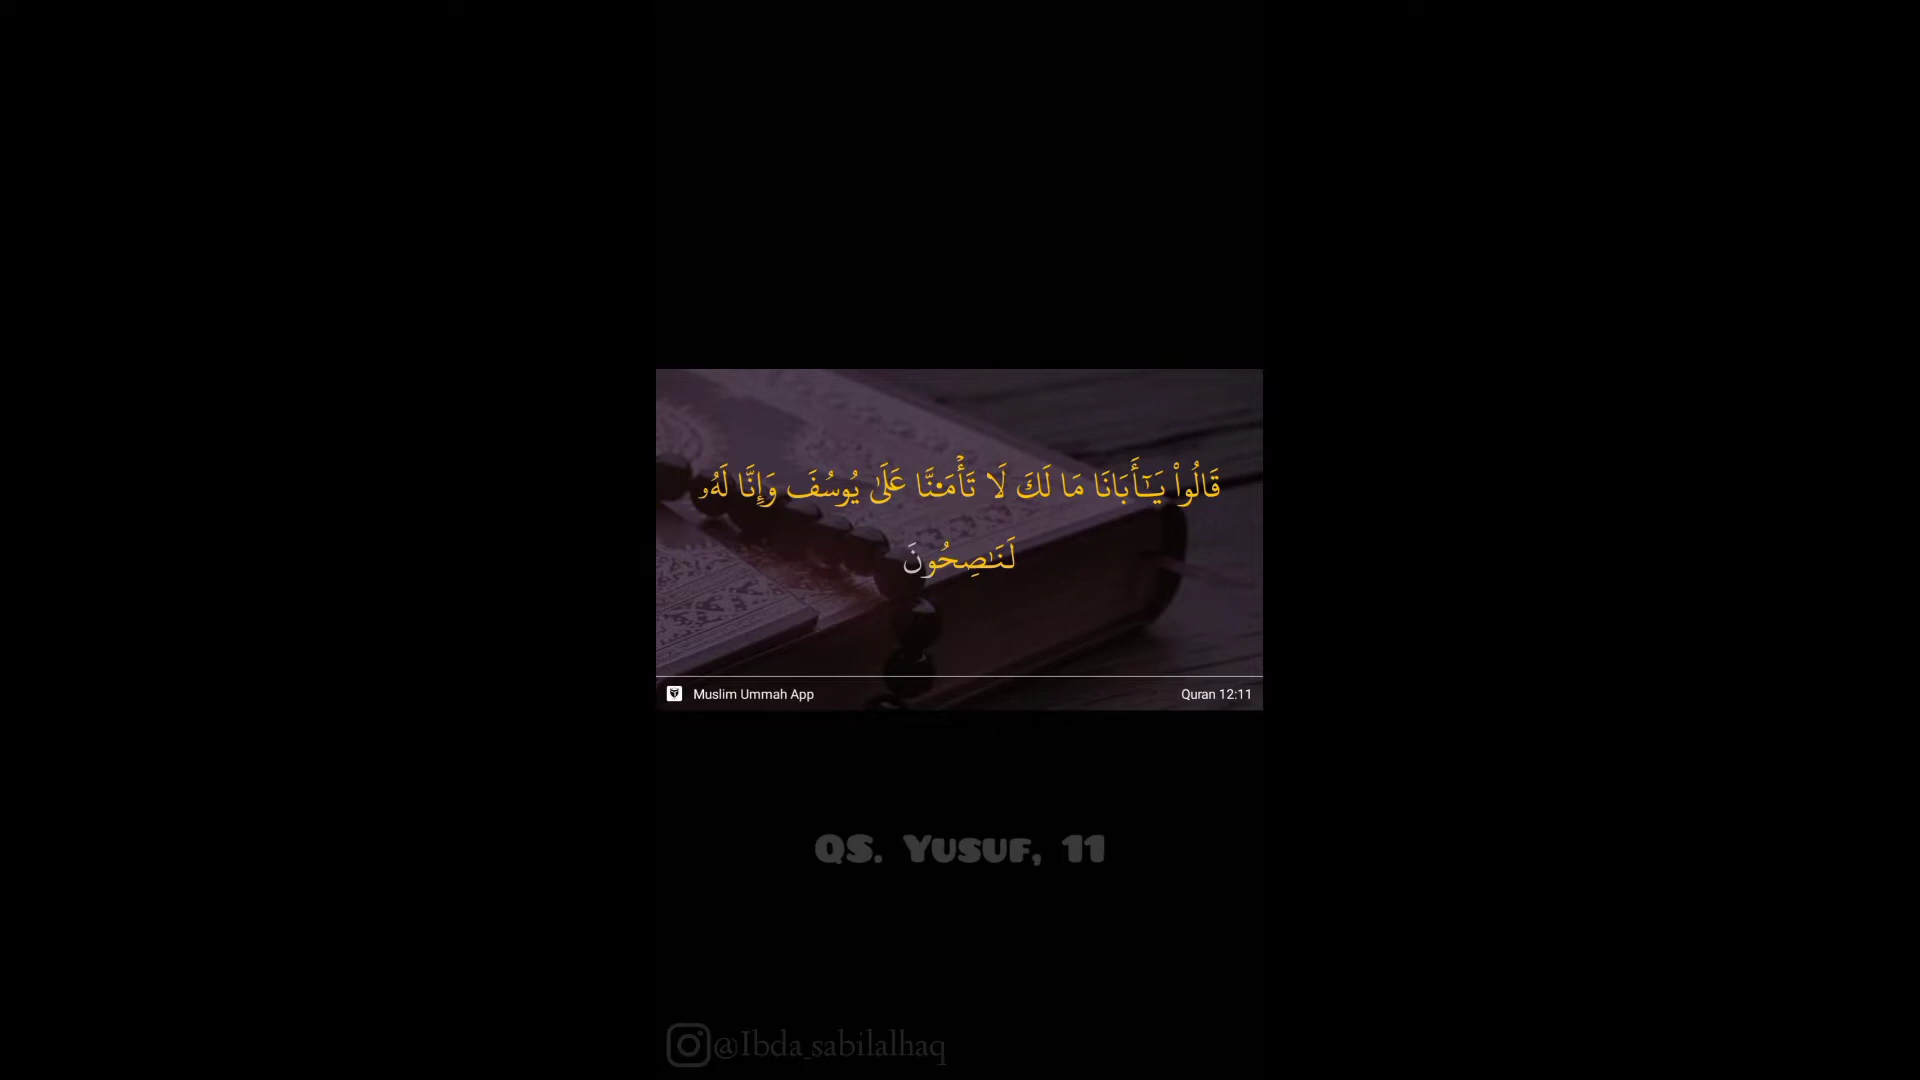 قَالُوا۟ يَـٰٓأَبَانَا مَا لَكَ لَا تَأْمَ۫نَّا عَلَىٰ يُوسُفَ وَإِنَّا لَهُۥ
لَنَـٰصِحُونَ
Muslim Ummah App
Quran 12:11
QS. Yusuf, 11
@Ibda_sabilalhaq